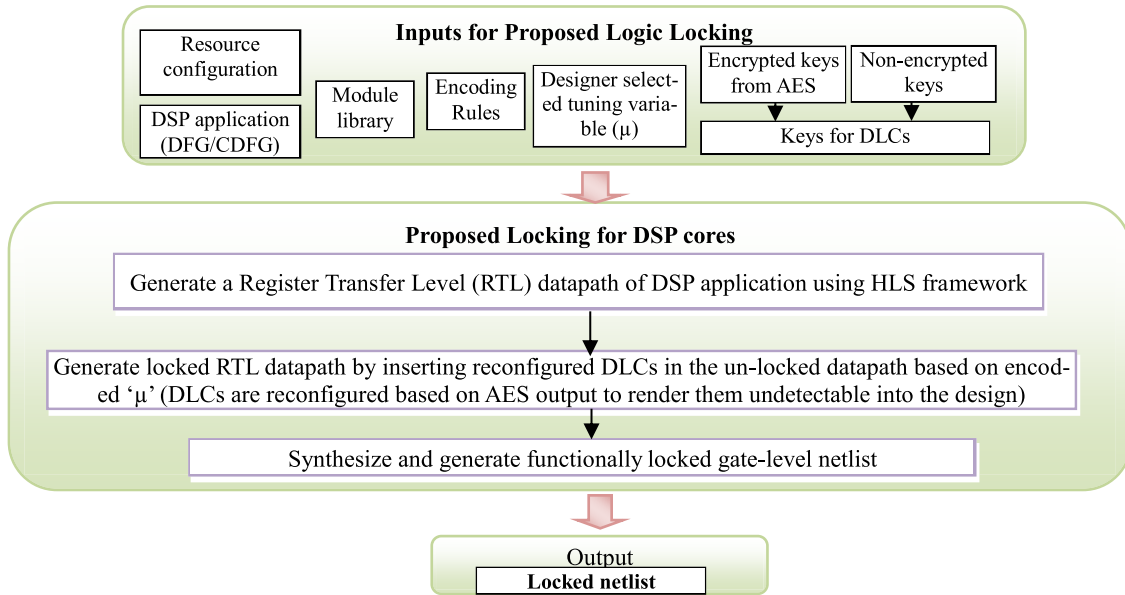 Inputs for Proposed Logic Locking
Resource
configuration
DSP application
(DFG/CDFG)
Module
library
Encoding
Rules
Designer select-
ed tuning varia-
ble (µ)
Encrypted keys
from AES
Non-encrypted
keys
Keys for DLCs
Proposed Locking for DSP cores
Generate a Register Transfer Level (RTL) datapath of DSP application using HLS framework
Generate locked RTL datapath by inserting reconfigured DLCs in the un-locked datapath based on encod-
ed ‘µ’ (DLCs are reconfigured based on AES output to render them undetectable into the design)
Synthesize and generate functionally locked gate-level netlist
Output
Locked netlist